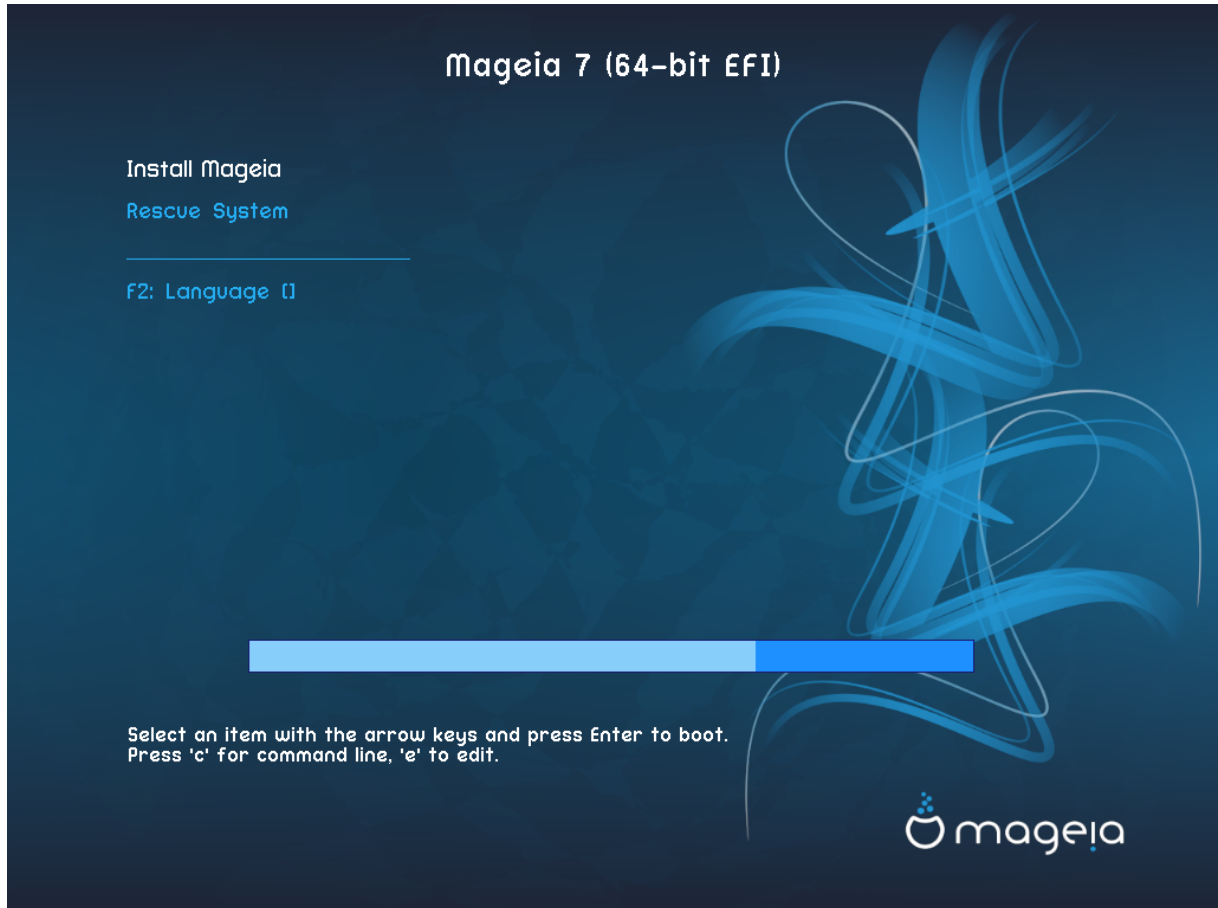 Mageia 7 (64-bit EFI)
Install Mageia
Rescue System
F2: Language []
Select an item with the arrow keys and press Enter to boot.
Press 'c' for command line, 'e' to edit.
mageia